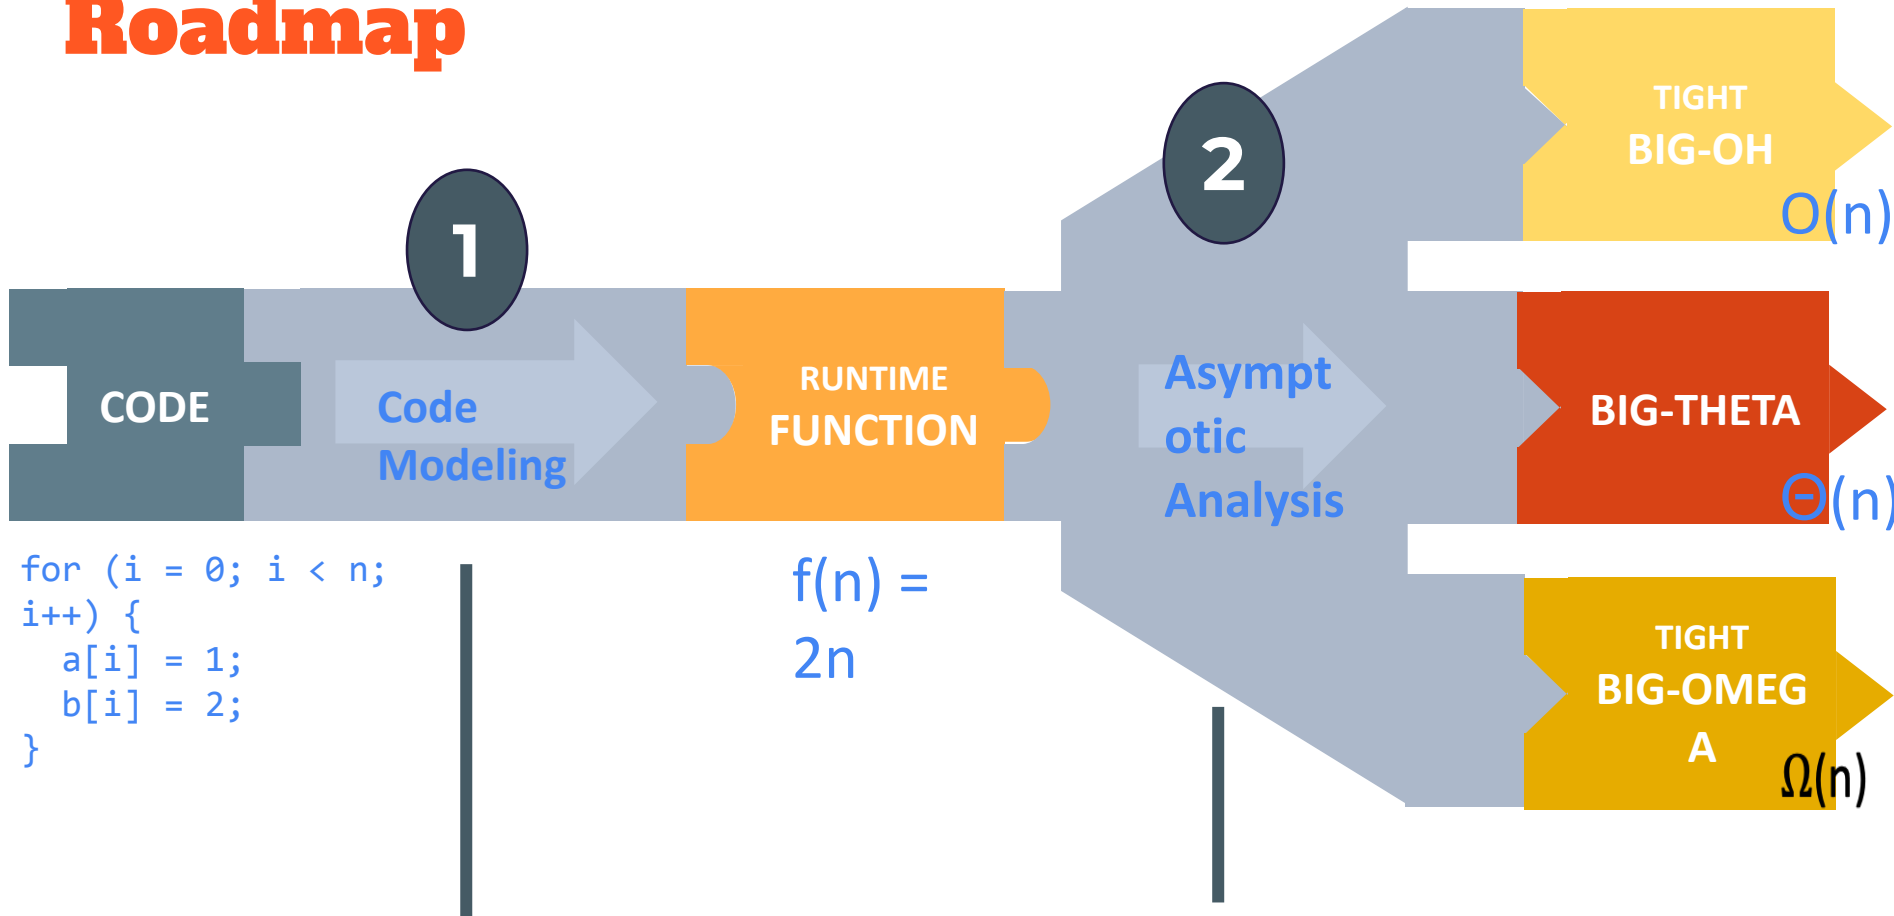 Roadmap
1
2
CODE
Code
Modeling
RUNTIME
FUNCTION
Asympt
otic
Analysis
TIGHT
BIG-OH
O(n)
BIG-THETA
Θ(n)
TIGHT
BIG-OMEG
A
Ω(n)
for (i = 0; i < n;
i++) {
  a[i] = 1;
  b[i] = 2;
}
f(n) =
2n